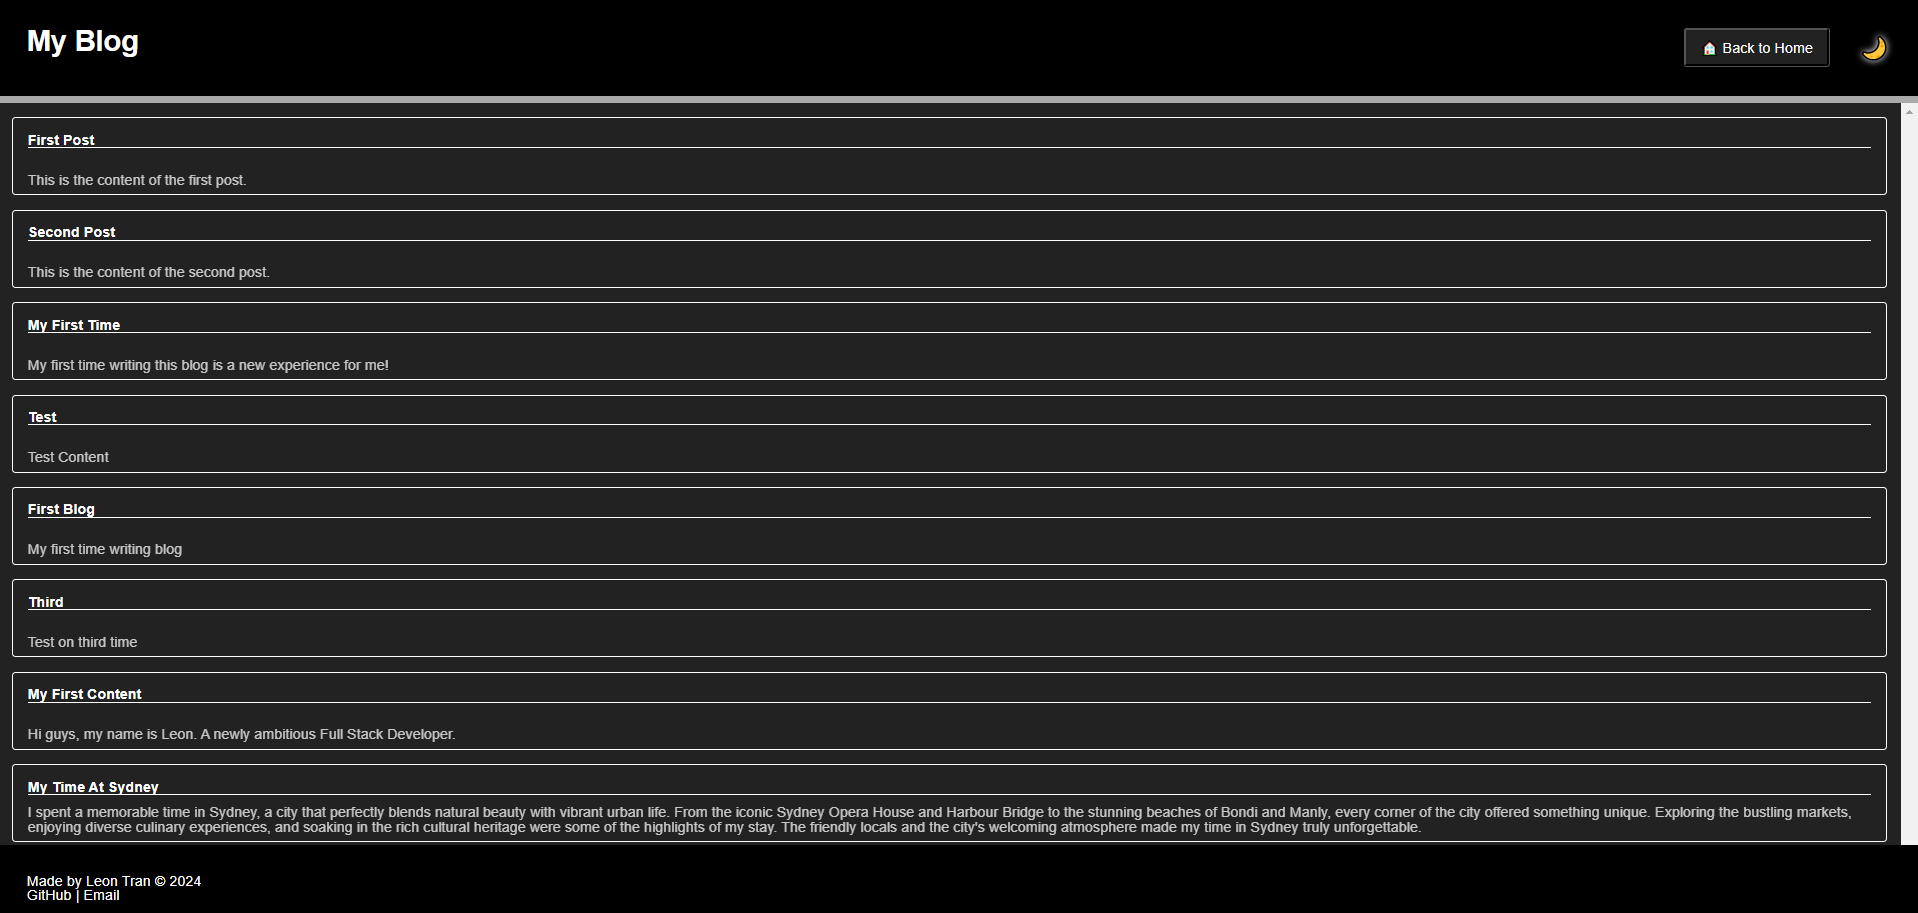 My Blog
Back to Home
First Post
This is the content of the first post.
Second Post
This is the content of the second post.
My First Time
My first time writing this blog is a new experience for me!
Test
Test Content
First Blog
My first time writing blog
Third
Test on third time
My First Content
Hi guys, my name is Leon. A newly ambitious Full Stack Developer.
My Time At Sydney
I spent a memorable time in Sydney, a city that perfectly blends natural beauty with vibrant urban life. From the iconic Sydney Opera House and Harbour Bridge to the stunning beaches of Bondi and Manly, every corner of the city offered something unique. Exploring the bustling markets,
enjoying diverse culinary experiences, and soaking in the rich cultural heritage were some of the highlights of my stay. The friendly locals and the city's welcoming atmosphere made my time in Sydney truly unforgettable.
Made by Leon Tran © 2024
GitHub | Email